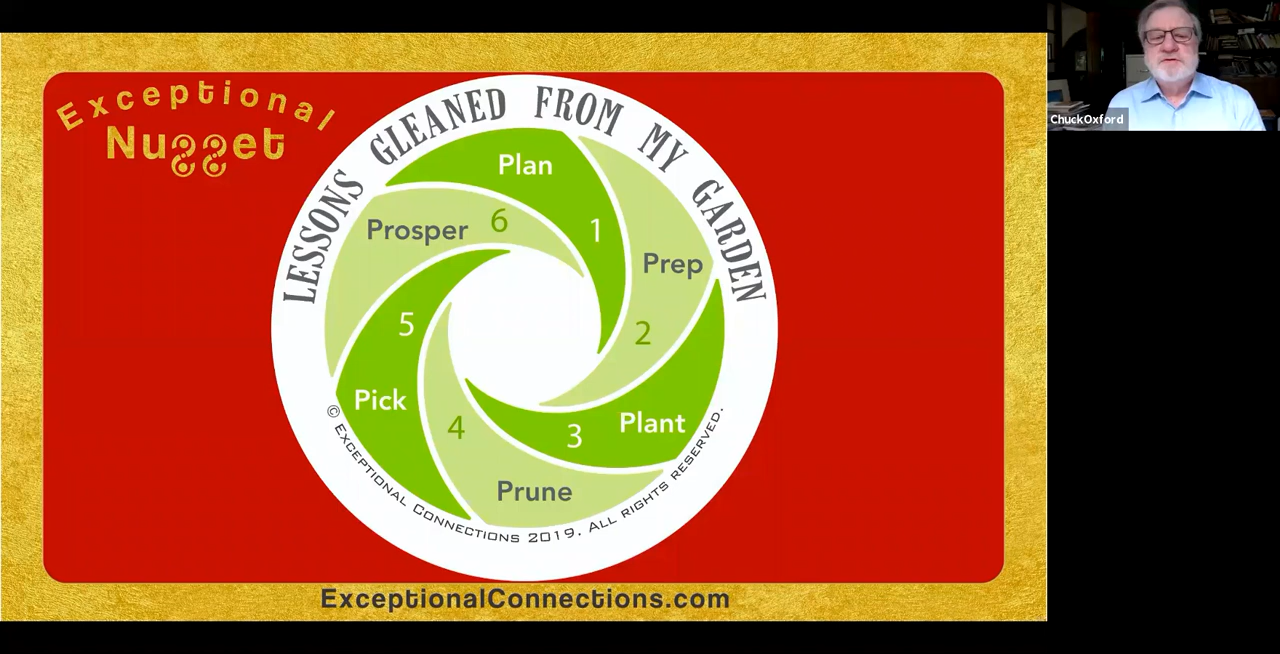 Exceptional
Nuggets
LESSONS GLEANED FROM MY GARDEN
Plan
1
Prep
2
Plant
3
Prune
4
Pick
5
Prosper
6
© EXCEPTIONAL CONNECTIONS 2019. ALL RIGHTS RESERVED.
ExceptionalConnections.com
ChuckOxford